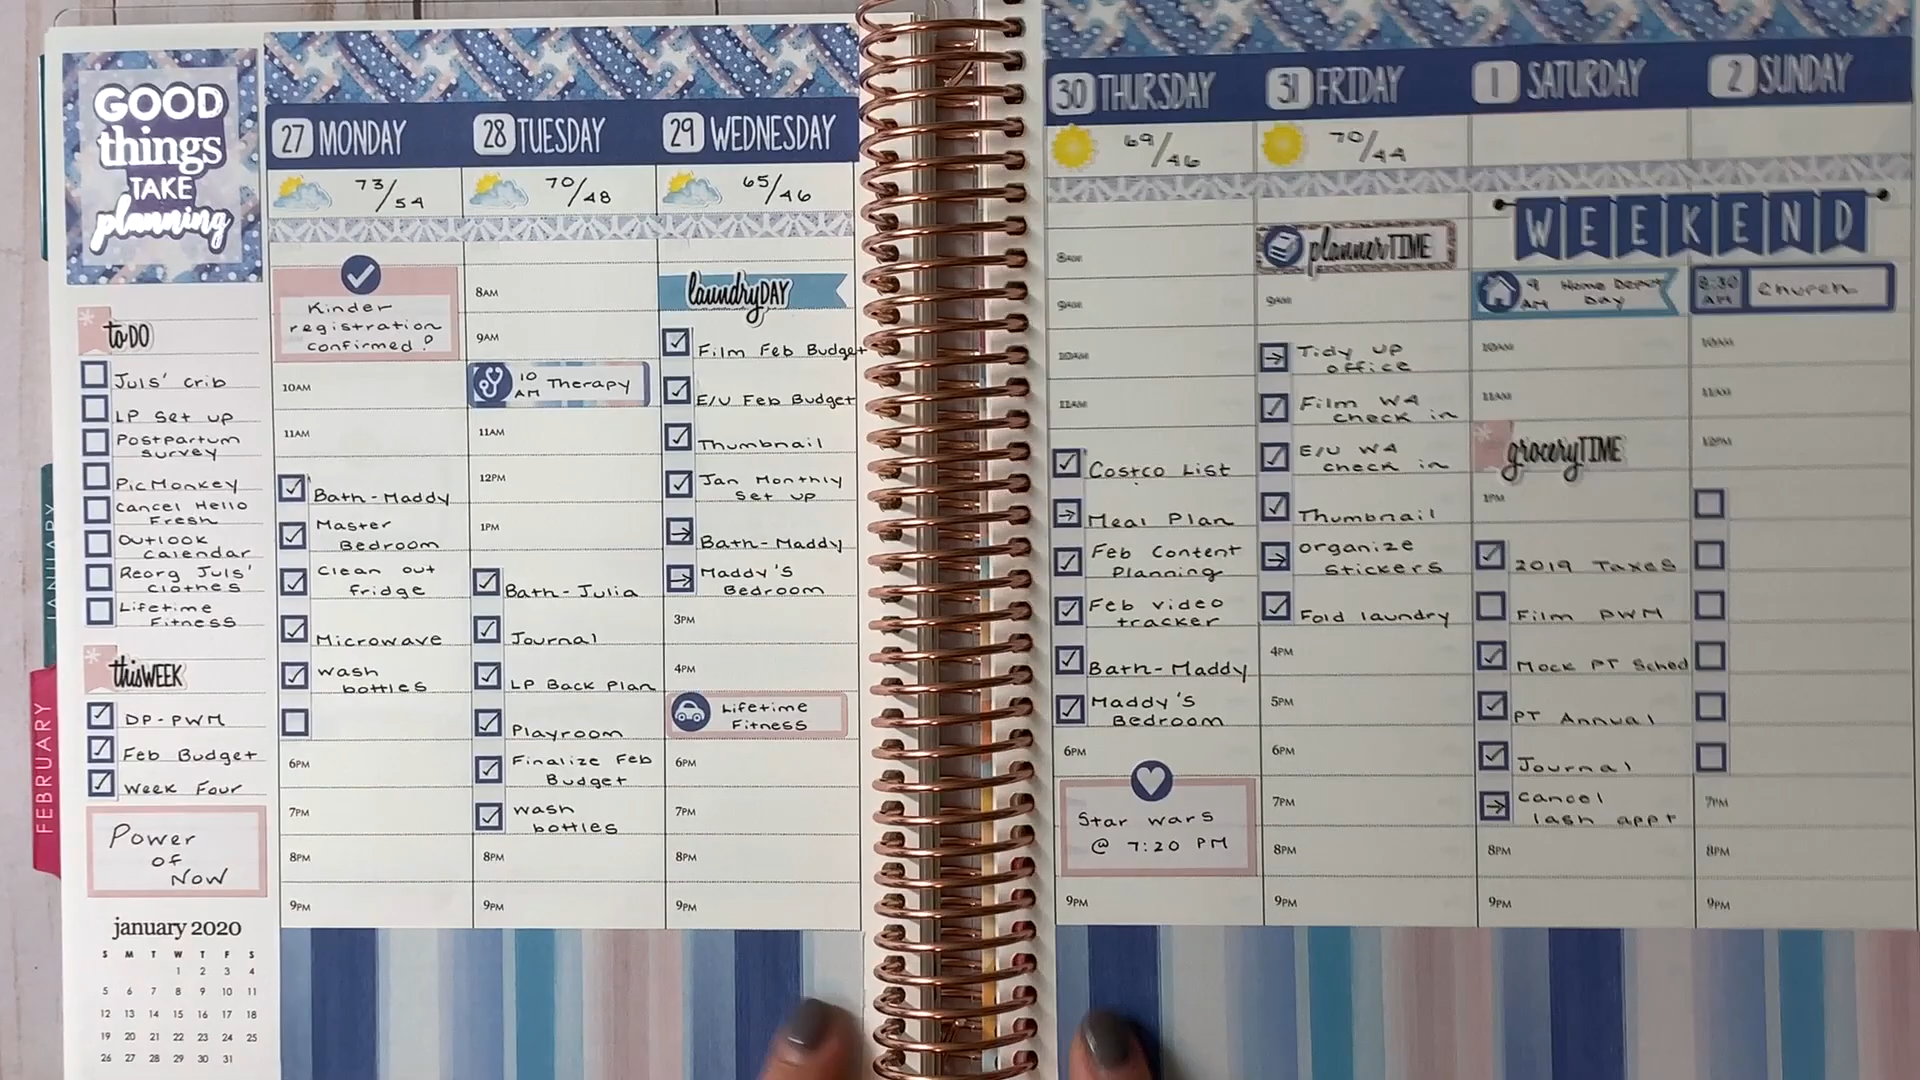 GOOD
things
TAKE
planning
toDO
Juls' crib
LP set up
Postpartum
survey
PicMonkey
Cancel Hello
Fresh
Outlook
calendar
Reorg Juls'
clothes
Lifetime
Fitness
thisWEEK
DP-PWM
Feb Budget
Week Four
Power
of
Now
january 2020
S M T W T F S
1 2 3 4
5 6 7 8 9 10 11
12 13 14 15 16 17 18
19 20 21 22 23 24 25
26 27 28 29 30 31
JANUARY
FEBRUARY
27 MONDAY
73/54
Kinder
registration
confirmed?
10AM
11AM
Bath-Maddy
Master
Bedroom
Clean out
fridge
Microwave
wash
bottles
6PM
7PM
8PM
9PM
28 TUESDAY
70/48
8AM
9AM
10 AM Therapy
11AM
12PM
1PM
Bath-Julia
Journal
LP Back Plan
Playroom
Finalize Feb
Budget
wash
bottles
8PM
9PM
29 WEDNESDAY
65/46
laundryDAY
Film Feb Budget
E/U Feb Budget
Thumbnail
Jan Monthly
Set up
Bath-Maddy
Maddy's
Bedroom
3PM
4PM
Lifetime
Fitness
6PM
7PM
8PM
9PM
30 THURSDAY
69/46
8AM
9AM
10AM
11AM
Costco List
Meal Plan
Feb Content
Planning
Feb video
tracker
Bath-Maddy
Maddy's
Bedroom
6PM
Star wars
@ 7:20 PM
9PM
31 FRIDAY
70/44
plannerTIME
9AM
Tidy up
office
Film W4
check in
E/U W4
check in
Thumbnail
organize
stickers
Fold laundry
4PM
5PM
6PM
7PM
8PM
9PM
WEEKEND
1 SATURDAY
9 AM Home Depot
Day
10AM
11AM
groceryTIME
1PM
2019 Taxes
Film PWM
Mock PT Sched
PT Annual
Journal
Cancel
lash appt
8PM
9PM
2 SUNDAY
8:30 AM Church
10AM
11AM
12PM
7PM
8PM
9PM